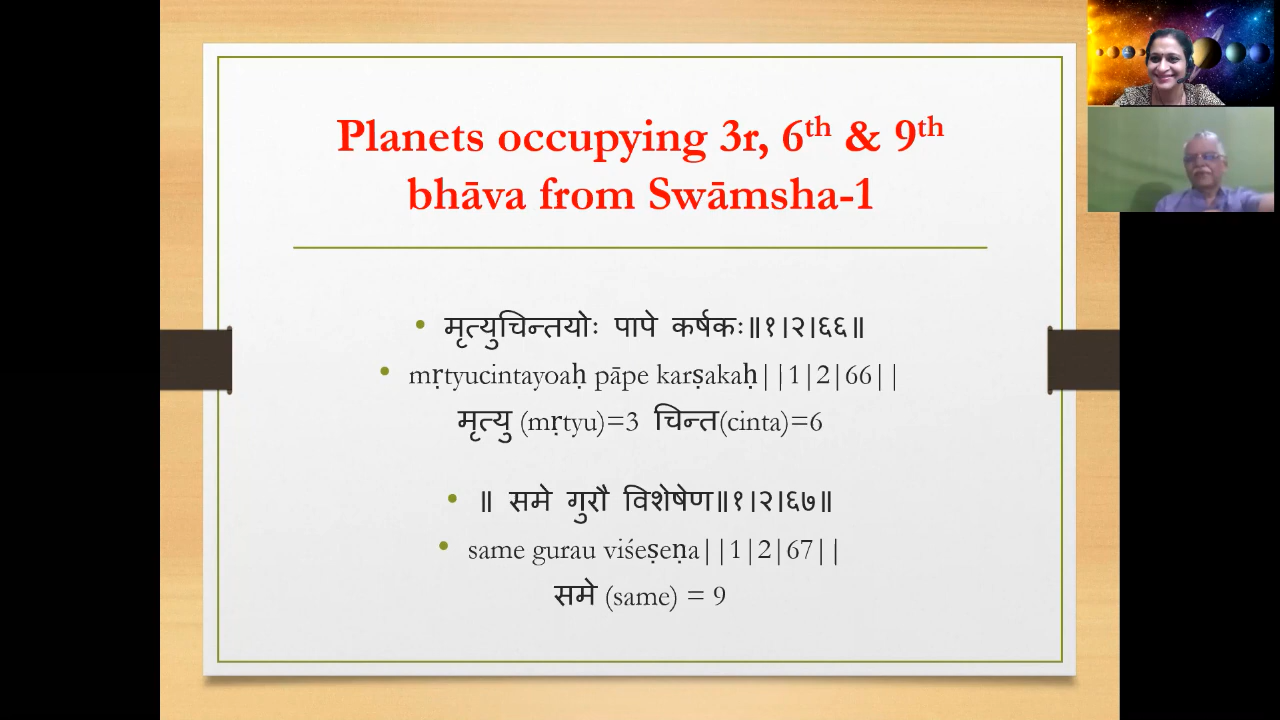 Planets occupying 3r, 6th & 9th
bhāva from Swāmsha-1
• मृत्युचिन्तयोः पापे कर्षकः॥१।२।६६॥
• mṛtyucintayoaḥ pāpe karṣakaḥ||1|2|66||
मृत्यु (mṛtyu)=3 चिन्त(cinta)=6
• ॥ समे गुरौ विशेषेण॥१।२।६७॥
• same gurau viśeṣeṇa||1|2|67||
समे (same) = 9